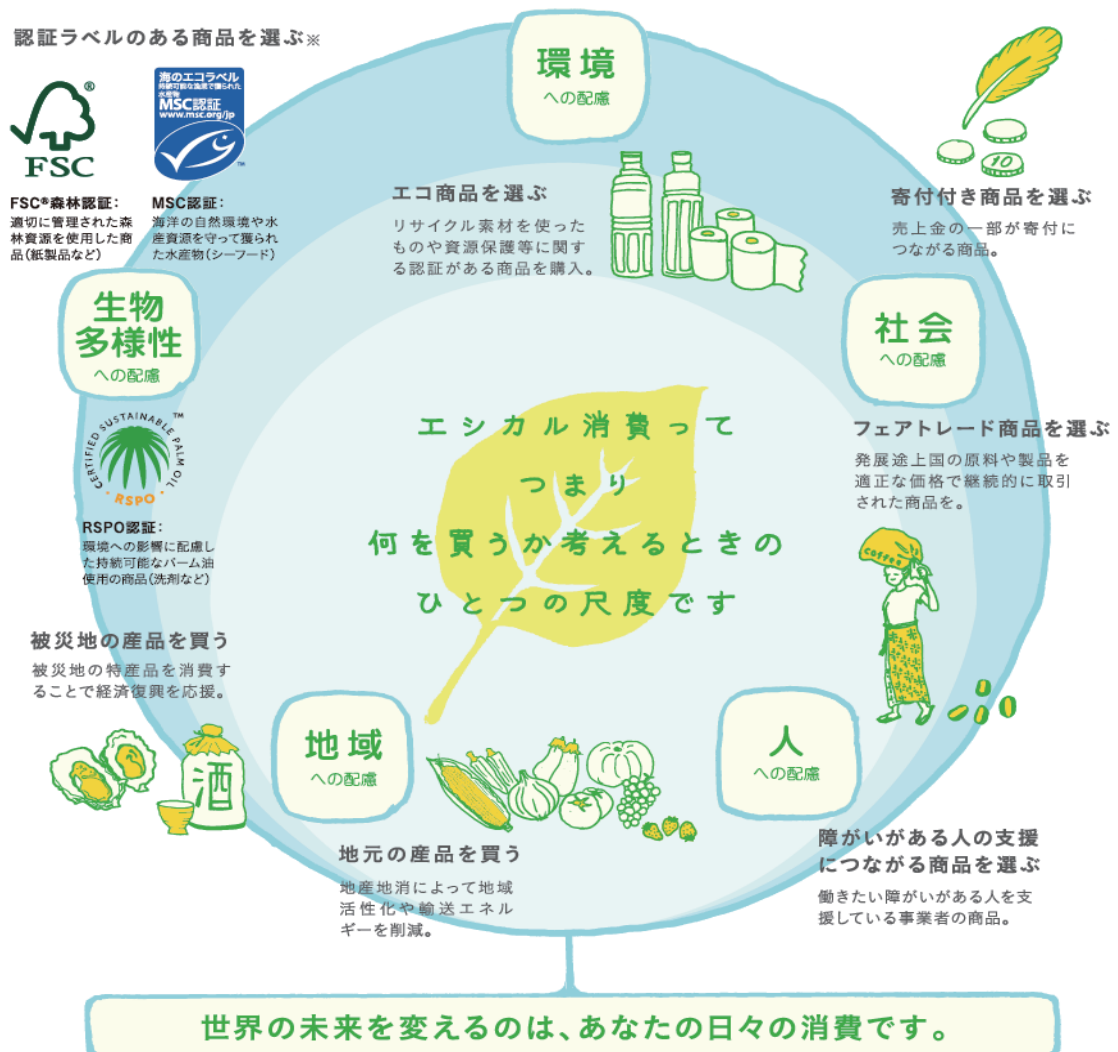 認証ラベルのある商品を選ぶ※
FSC®
FSC
海のエコラベル
持続可能な漁業で獲られた
水産物
MSC認証
www.msc.org/jp
™
FSC®森林認証:
適切に管理された森
林資源を使用した商
品(紙製品など)
MSC認証:
海洋の自然環境や水
産資源を守って獲られ
た水産物(シーフード)
環境
への配慮
エコ商品を選ぶ
リサイクル素材を使った
ものや資源保護等に関す
る認証がある商品を購入。
10
寄付付き商品を選ぶ
売上金の一部が寄付に
つながる商品。
生物
多様性
への配慮
社会
への配慮
CERTIFIED SUSTAINABLE PALM OIL ™
RSPO
RSPO認証:
環境への影響に配慮し
た持続可能なパーム油
使用の商品(洗剤など)
フェアトレード商品を選ぶ
発展途上国の原料や製品を
適正な価格で継続的に取引
された商品を。
coffee
エシカル消費って
つまり
何を買うか考えるときの
ひとつの尺度です
被災地の産品を買う
被災地の特産品を消費す
ることで経済復興を応援。
酒
地域
への配慮
地元の産品を買う
地産地消によって地域
活性化や輸送エネル
ギーを削減。
人
への配慮
障がいがある人の支援
につながる商品を選ぶ
働きたい障がいがある人を支
援している事業者の商品。
世界の未来を変えるのは、あなたの日々の消費です。